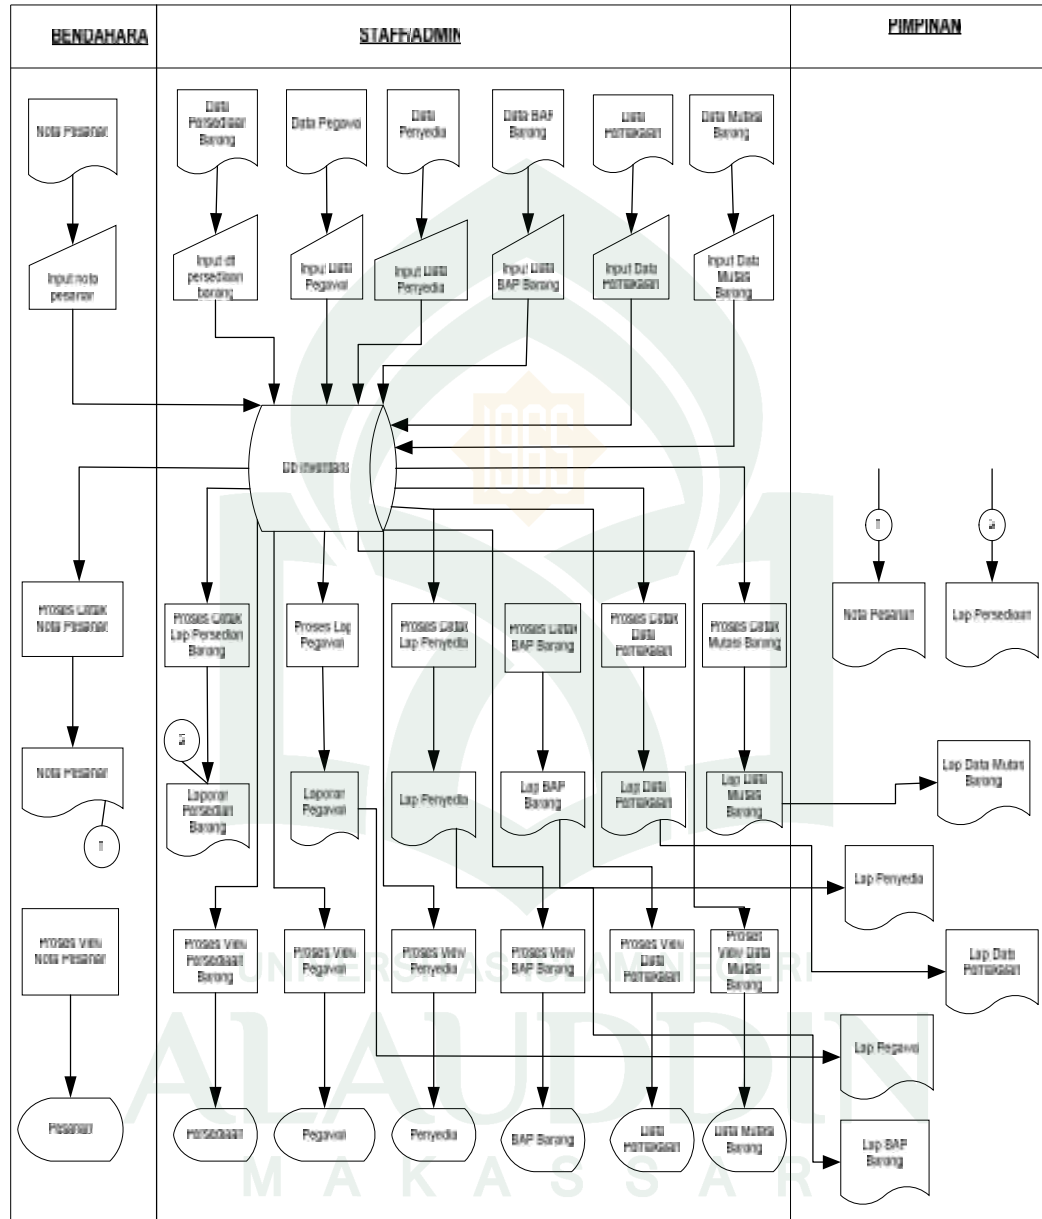 BENDAHARA
STAFF/ADMIN
PIMPINAN
Nota Pesanan
Data
Persediaan
Barang
Data Pegawai
Data
Penyedia
Data BAP
Barang
Data
Pemakaian
Data Mutasi
Barang
Input nota
pesanan
Input dt
persediaan
barang
Input Data
Pegawai
Input Data
Penyedia
Input Data
BAP Barang
Input Data
Pemakaian
Input Data
Mutasi
Barang
DB Inventaris
1
2
Proses Cetak
Nota Pesanan
Proses Cetak
Lap Persedian
Barang
Proses Lap
Pegawai
Proses Cetak
Lap Penyedia
Proses Cetak
BAP Barang
Proses Cetak
Data
Pemakaian
Proses Cetak
Mutasi Barang
Nota Pesanan
Lap Persediaan
2
Nota Pesanan
Laporan
Persedian
Barang
Laporan
Pegawai
Lap Penyedia
Lap BAP
Barang
Lap Data
Pemakaian
Lap Data
Mutasi
Barang
Lap Data Mutasi
Barang
1
Lap Penyedia
Proses View
Nota Pesanan
Proses View
Persediaan
Barang
Proses View
Pegawai
Proses View
Penyedia
Proses View
BAP Barang
Proses View
Data
Pemakaian
Proses
View Data
Mutasi
Barang
Lap Data
Pemakaian
UNIVERSITAS ISLAM NEGERI
Lap Pegawai
ALAUDDIN
Pesanan
Persediaan
Pegawai
Penyedia
BAP Barang
Data
Pemakaian
Data Mutasi
Barang
Lap BAP
Barang
MAKASSAR